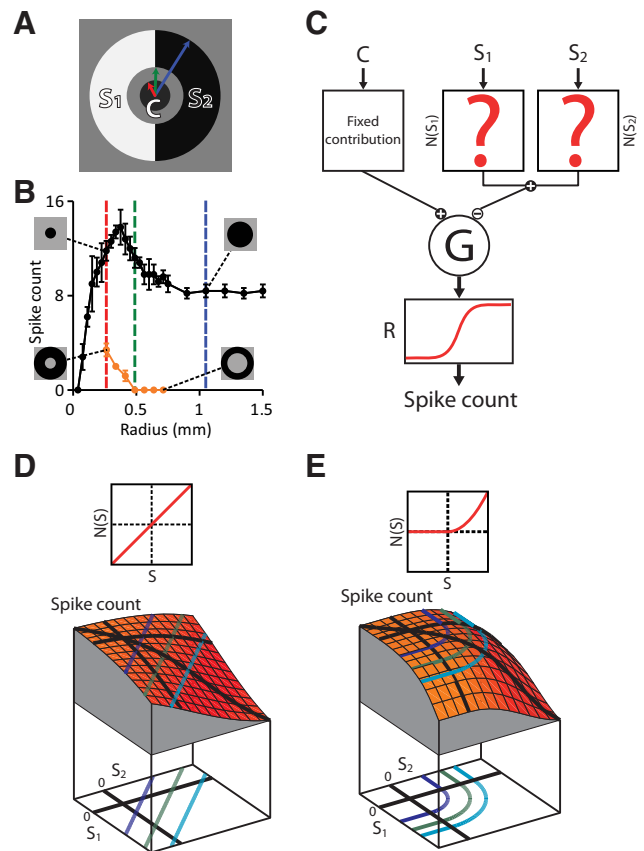 A
S1
S2
C
B
Spike count
16
8
0
0
0.5
1
1.5
Radius (mm)
C
C
S1
S2
Fixed
contribution
N(S1)
?
?
N(S2)
+
+
−
G
R
Spike count
D
N(S)
S
Spike count
0
S2
0
S1
E
N(S)
S
Spike count
0
S2
0
S1